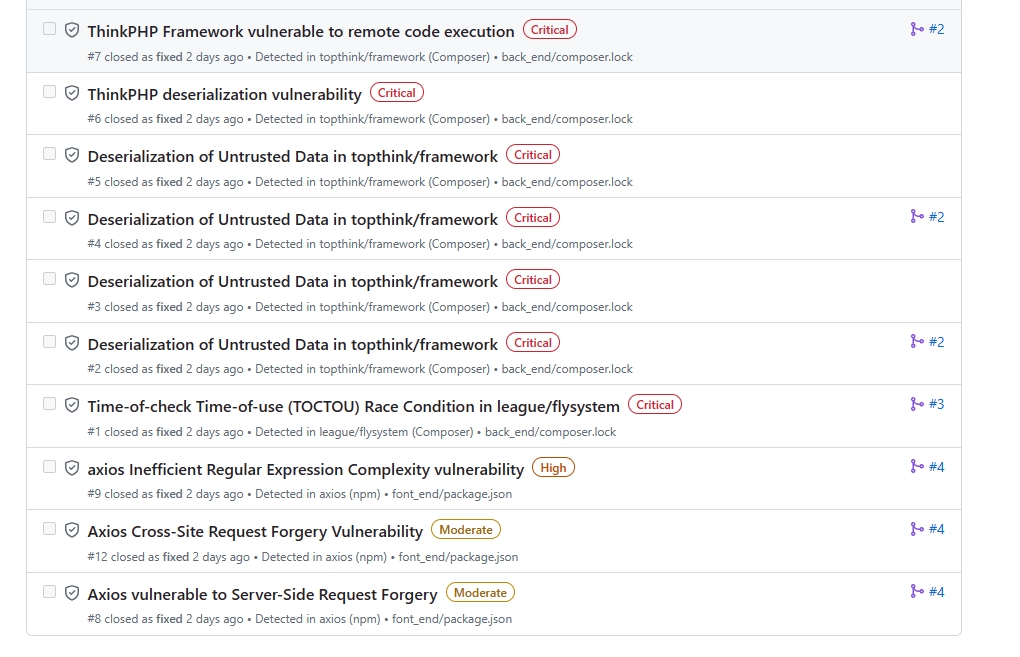 ThinkPHP Framework vulnerable to remote code execution Critical #2
#7 closed as fixed 2 days ago • Detected in topthink/framework (Composer) • back_end/composer.lock
ThinkPHP deserialization vulnerability Critical
#6 closed as fixed 2 days ago • Detected in topthink/framework (Composer) • back_end/composer.lock
Deserialization of Untrusted Data in topthink/framework Critical
#5 closed as fixed 2 days ago • Detected in topthink/framework (Composer) • back_end/composer.lock
Deserialization of Untrusted Data in topthink/framework Critical #2
#4 closed as fixed 2 days ago • Detected in topthink/framework (Composer) • back_end/composer.lock
Deserialization of Untrusted Data in topthink/framework Critical
#3 closed as fixed 2 days ago • Detected in topthink/framework (Composer) • back_end/composer.lock
Deserialization of Untrusted Data in topthink/framework Critical #2
#2 closed as fixed 2 days ago • Detected in topthink/framework (Composer) • back_end/composer.lock
Time-of-check Time-of-use (TOCTOU) Race Condition in league/flysystem Critical #3
#1 closed as fixed 2 days ago • Detected in league/flysystem (Composer) • back_end/composer.lock
axios Inefficient Regular Expression Complexity vulnerability High #4
#9 closed as fixed 2 days ago • Detected in axios (npm) • font_end/package.json
Axios Cross-Site Request Forgery Vulnerability Moderate #4
#12 closed as fixed 2 days ago • Detected in axios (npm) • font_end/package.json
Axios vulnerable to Server-Side Request Forgery Moderate #4
#8 closed as fixed 2 days ago • Detected in axios (npm) • font_end/package.json